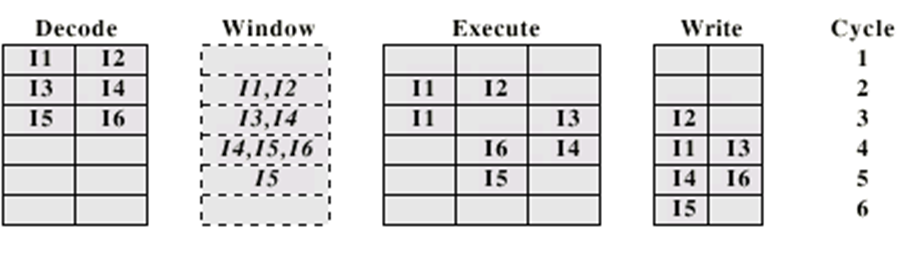 Decode Window Execute Write Cycle
I1 I2 1
I3 I4 I1,I2 I1 I2 2
I5 I6 I3,I4 I1 I3 I2 3
I4,I5,I6 I6 I4 I1 I3 4
I5 I5 I4 I6 5
I5 6